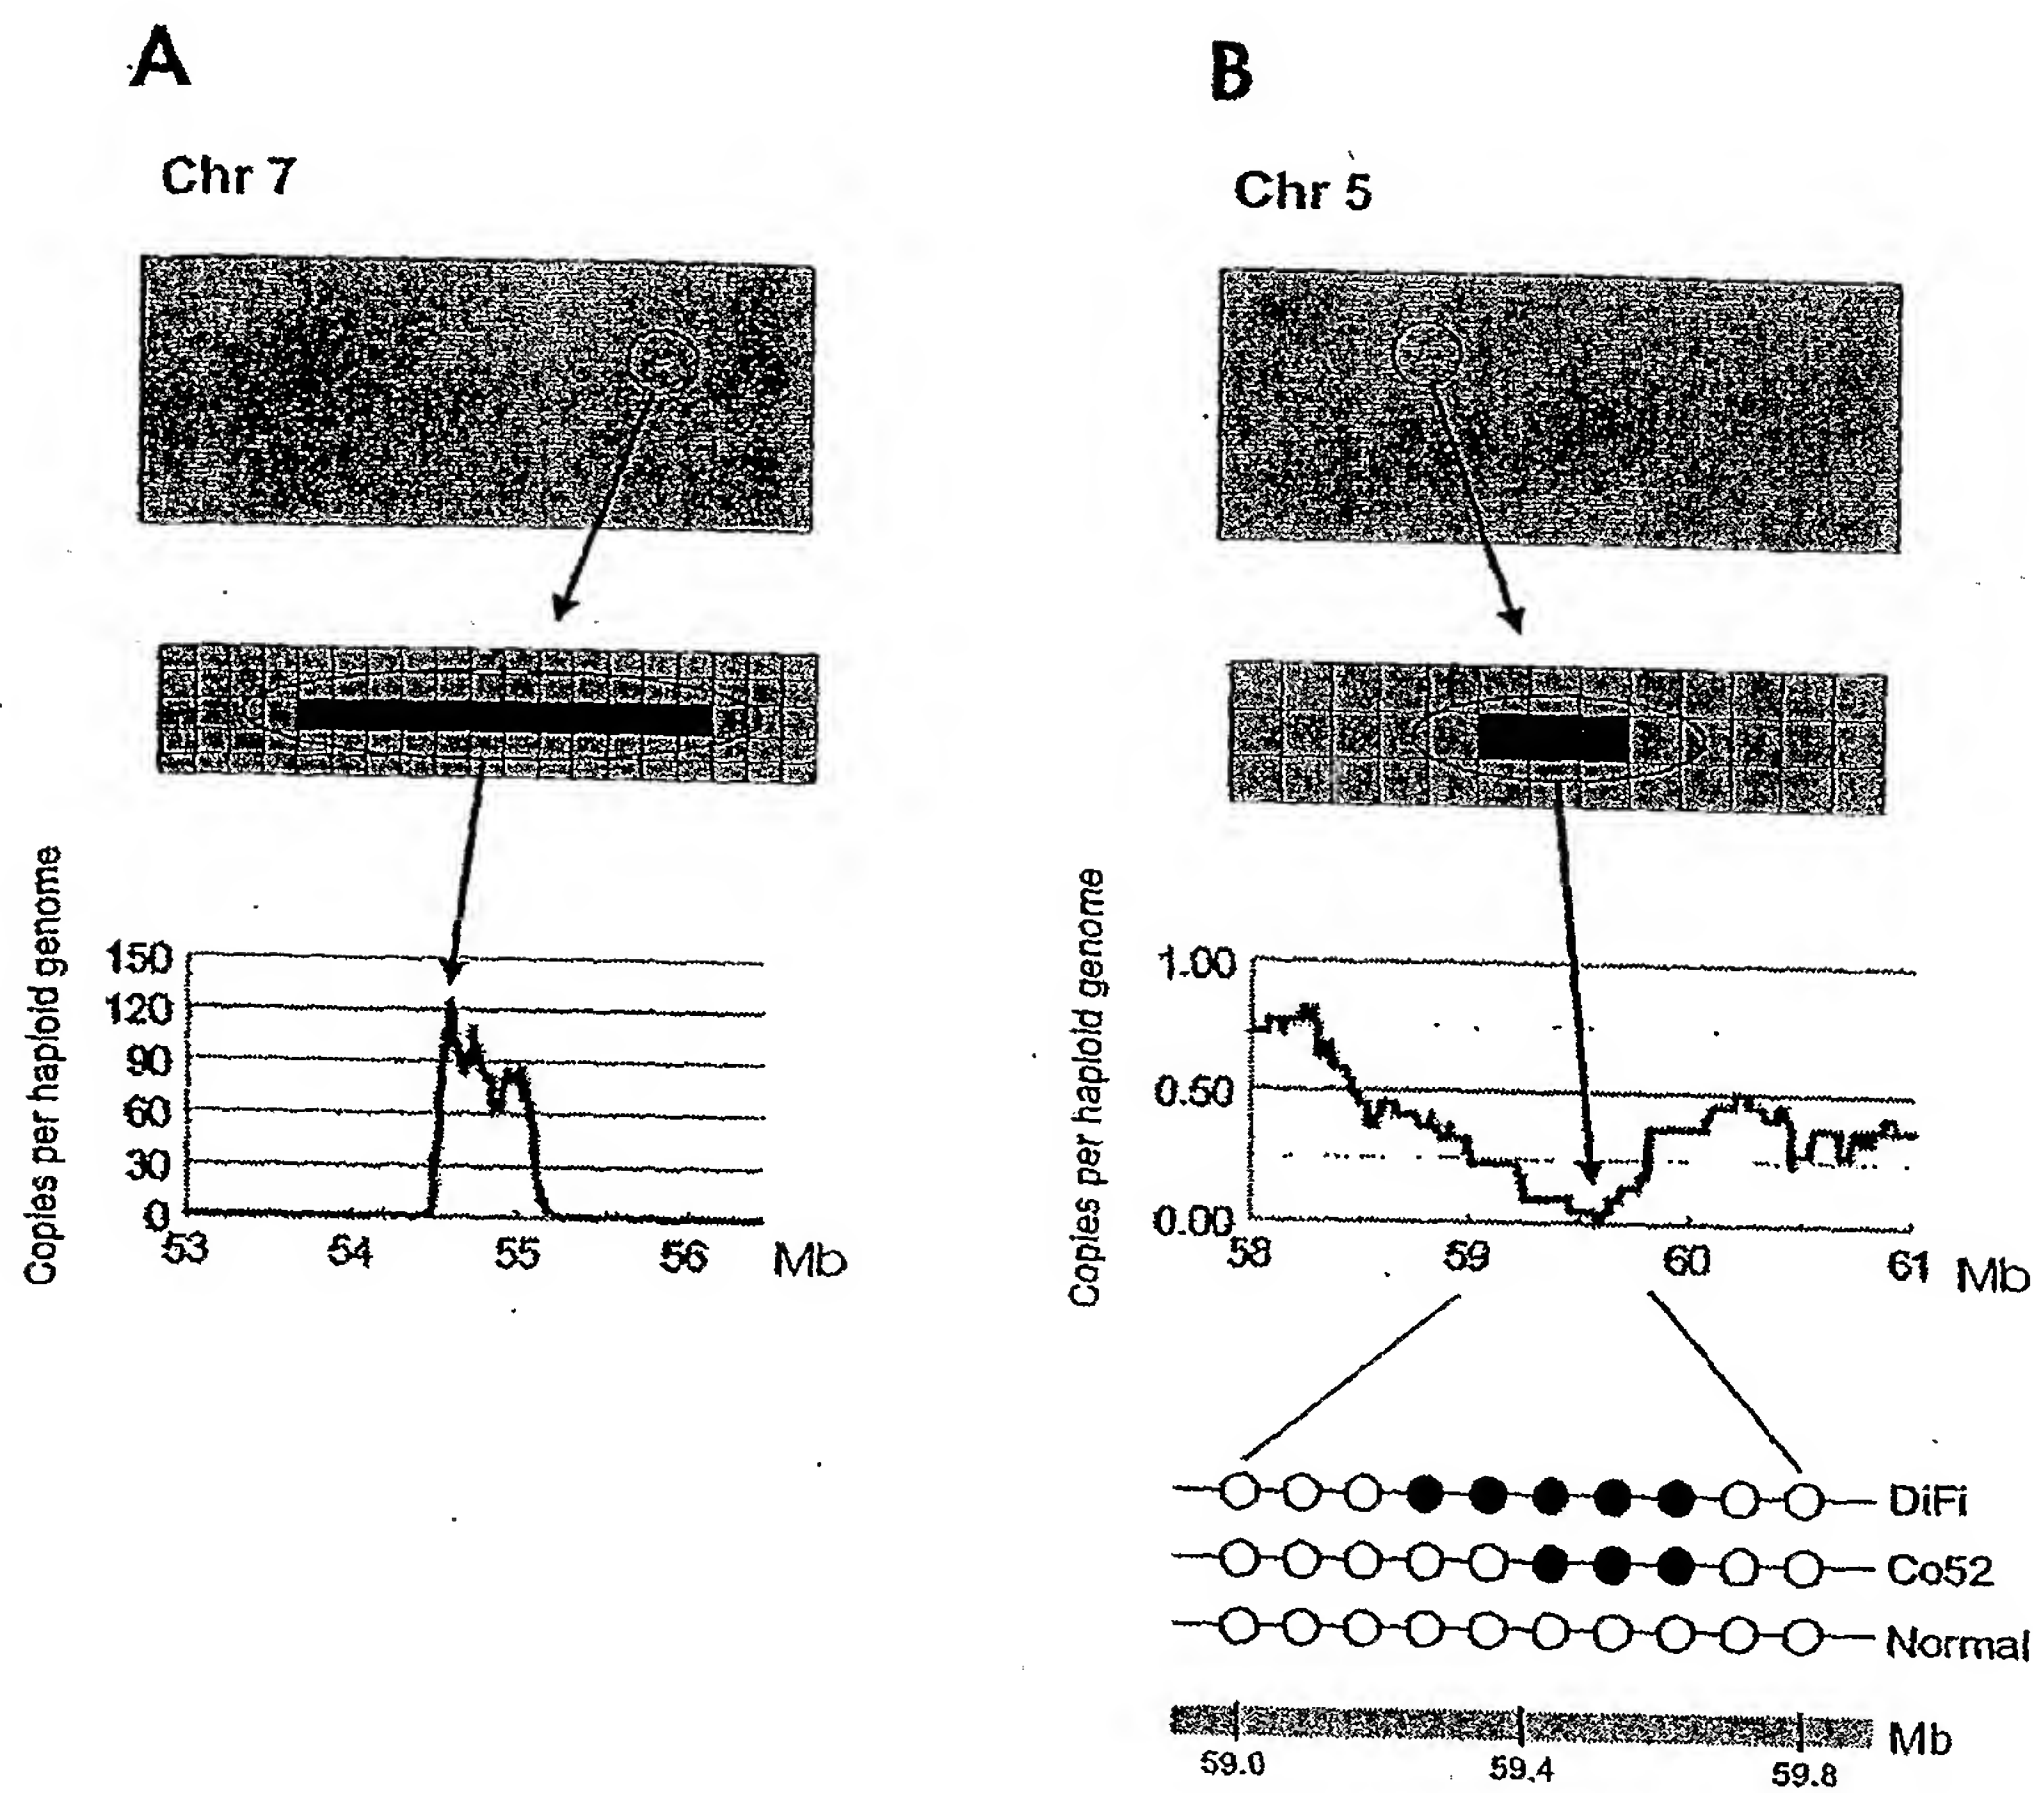 A
Chr 7
Copies per haploid genome
150
120
90
60
30
0
53 54 55 56 Mb
B
Chr 5
Copies per haploid genome
1.00
0.50
0.00
58 59 60 61 Mb
DiFi
Co52
Normal
Mb
59.0 59.4 59.8